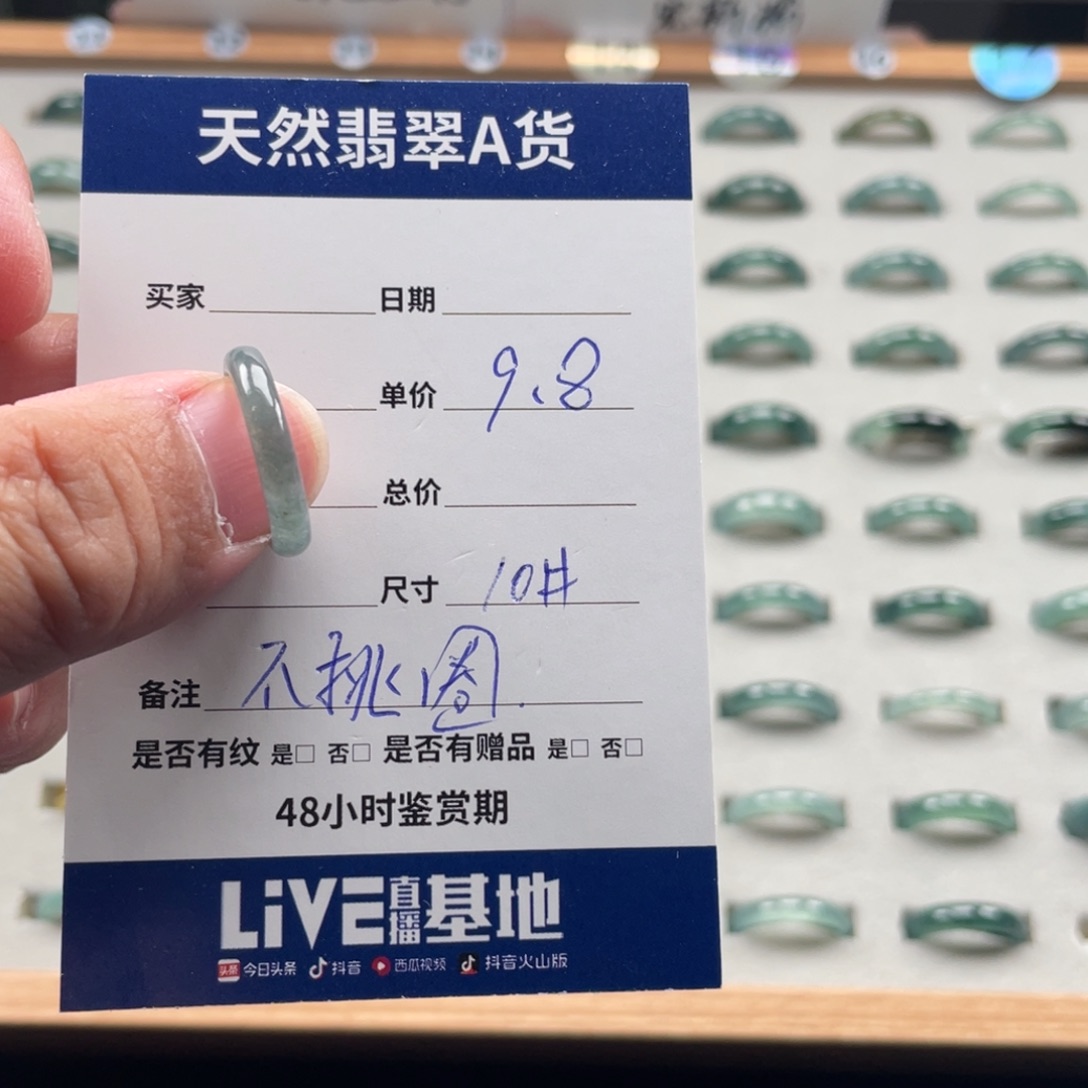 天然翡翠A货
买家 日期
单价 9.8
总价
尺寸 10#
备注 不挑圈.
是否有纹 是□ 否□ 是否有赠品 是□ 否□
48小时鉴赏期
LiVE直播基地
头条 今日头条 抖音 西瓜视频 抖音火山版